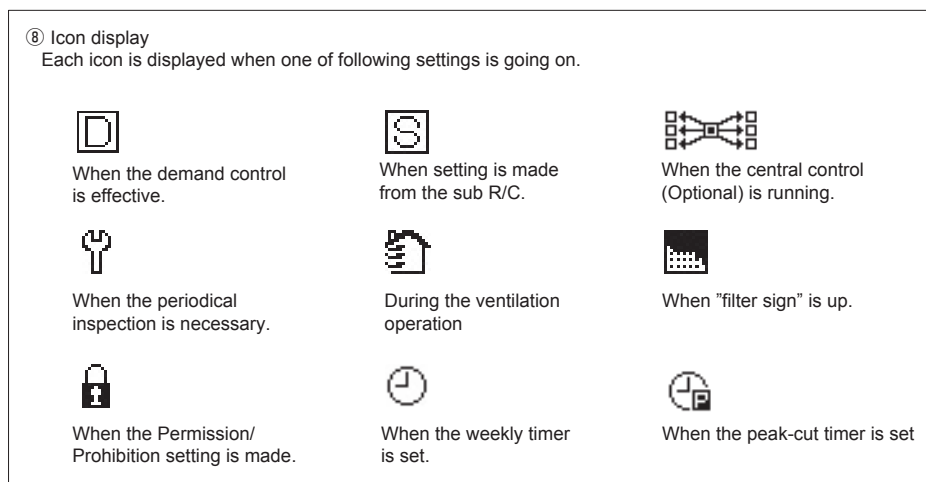 ⑧ Icon display
Each icon is displayed when one of following settings is going on.
D
S
When the demand control
is effective.
When setting is made
from the sub R/C.
When the central control
(Optional) is running.
When the periodical
inspection is necessary.
During the ventilation
operation
When ”filter sign” is up.
P
When the Permission/
Prohibition setting is made.
When the weekly timer
is set.
When the peak-cut timer is set